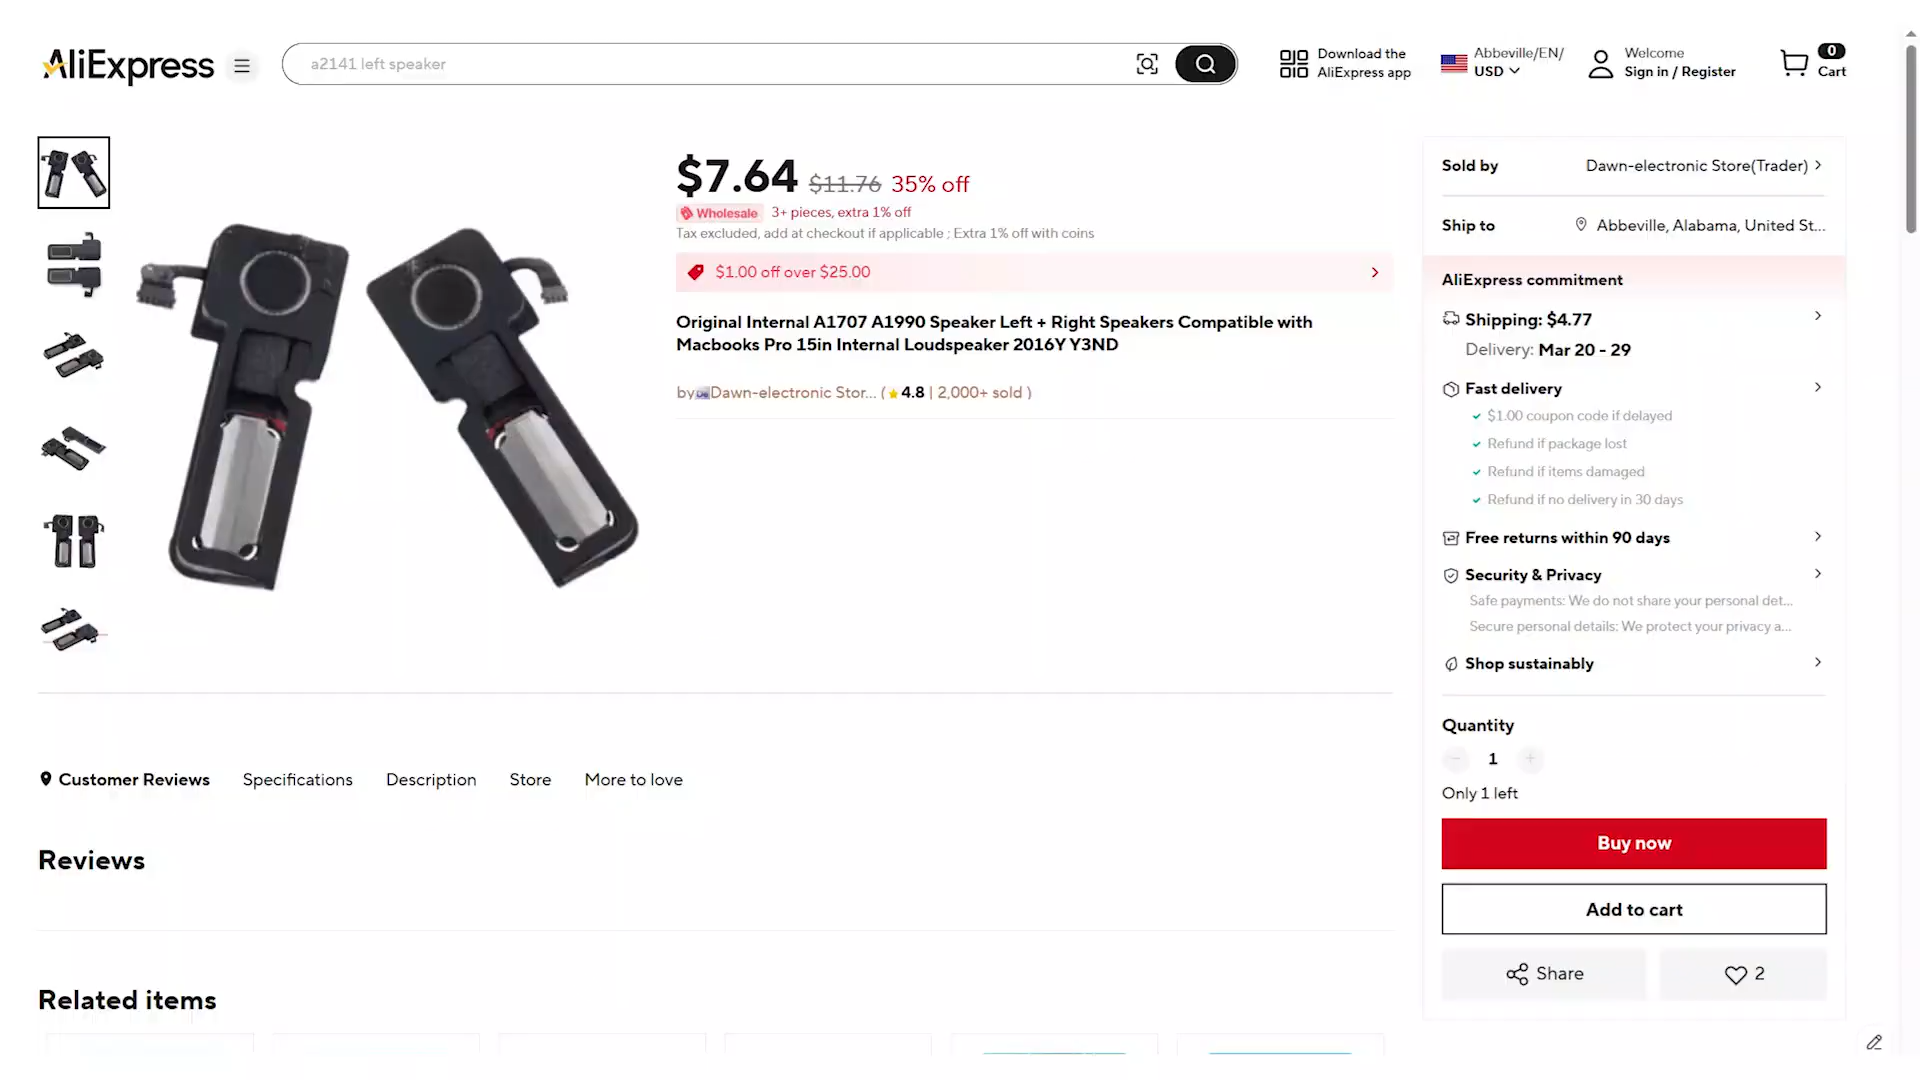 AliExpress
a2141 left speaker
Download the
AliExpress app
Abbeville/EN/
USD
Welcome
Sign in / Register
0
Cart
$7.64 $11.76 35% off
Wholesale 3+ pieces, extra 1% off
Tax excluded, add at checkout if applicable ; Extra 1% off with coins
$1.00 off over $25.00
Original Internal A1707 A1990 Speaker Left + Right Speakers Compatible with
Macbooks Pro 15in Internal Loudspeaker 2016Y Y3ND
by Dawn-electronic Stor... ( 4.8 | 2,000+ sold )
Customer Reviews
Specifications
Description
Store
More to love
Reviews
Related items
Sold by Dawn-electronic Store(Trader)
Ship to Abbeville, Alabama, United St...
AliExpress commitment
Shipping: $4.77
Delivery: Mar 20 - 29
Fast delivery
$1.00 coupon code if delayed
Refund if package lost
Refund if items damaged
Refund if no delivery in 30 days
Free returns within 90 days
Security & Privacy
Safe payments: We do not share your personal det...
Secure personal details: We protect your privacy a...
Shop sustainably
Quantity
1
Only 1 left
Buy now
Add to cart
Share
2